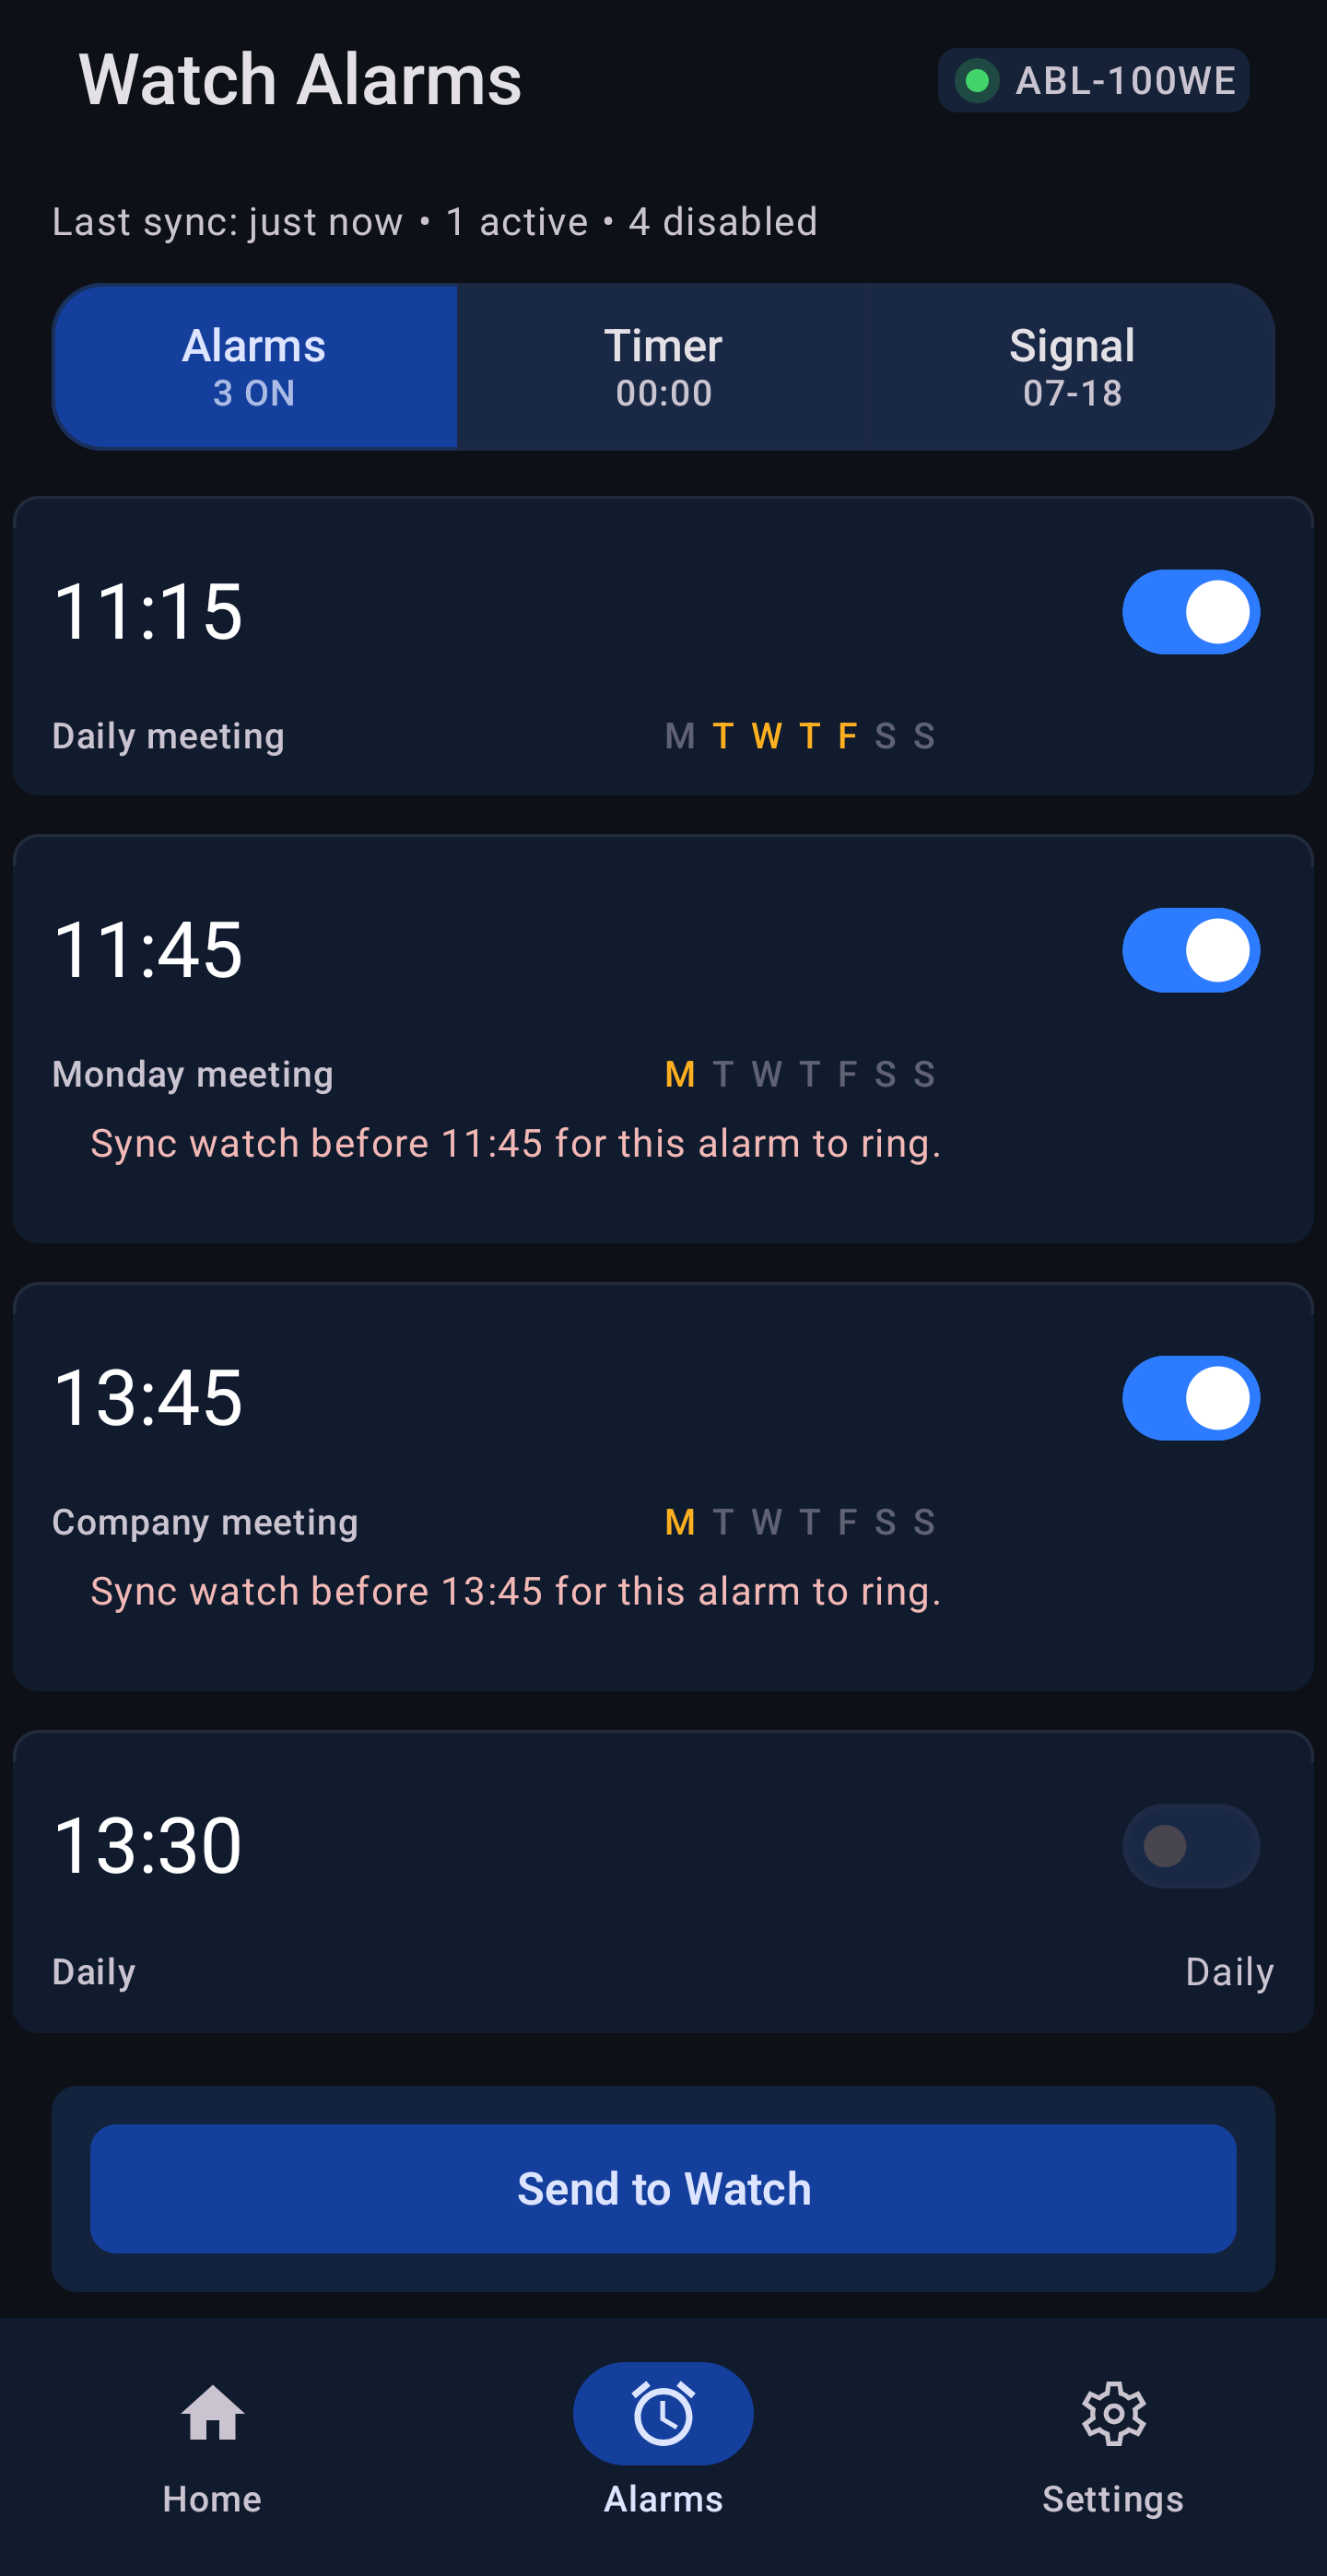 Watch Alarms
ABL-100WE
Last sync: just now • 1 active • 4 disabled
Alarms
3 ON
Timer
00:00
Signal
07-18
11:15
Daily meeting
M T W T F S S
11:45
Monday meeting
M T W T F S S
Sync watch before 11:45 for this alarm to ring.
13:45
Company meeting
M T W T F S S
Sync watch before 13:45 for this alarm to ring.
13:30
Daily
Daily
Send to Watch
Home
Alarms
Settings